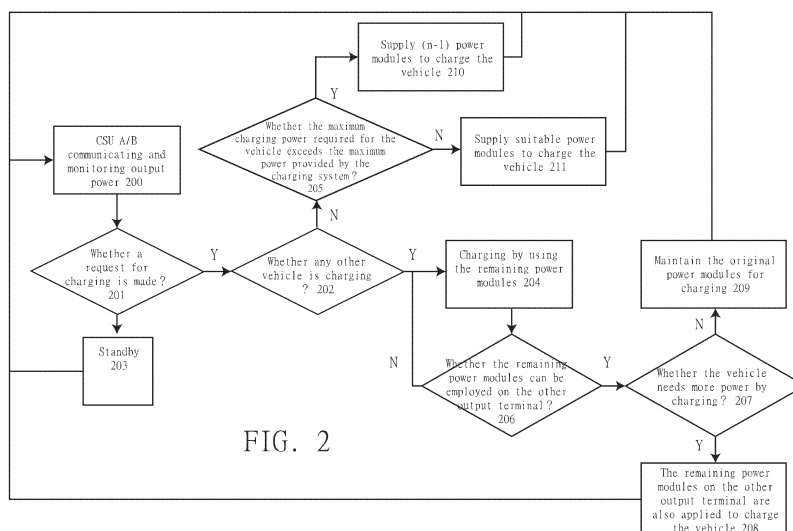 Supply (n-1) power
modules to charge the
vehicle 210
Y
Whether the maximum
charging power required for the
vehicle exceeds the maximum
power provided by the
charging system?
205
N
Supply suitable power
modules to charge the
vehicle 211
N
CSU A/B
communicating and
monitoring output
power 200
Whether a
request for
charging is made?
201
Y
Whether any other
vehicle is charging
? 202
Y
Charging by using
the remaining power
modules 204
Maintain the original
power modules for
charging 209
Standby
203
N
Whether the remaining
power modules can be
employed on the other
output terminal?
206
Y
N
Whether the vehicle
needs more power by
charging? 207
Y
FIG. 2
The remaining power
modules on the other
output terminal are
also applied to charge
the vehicle 208